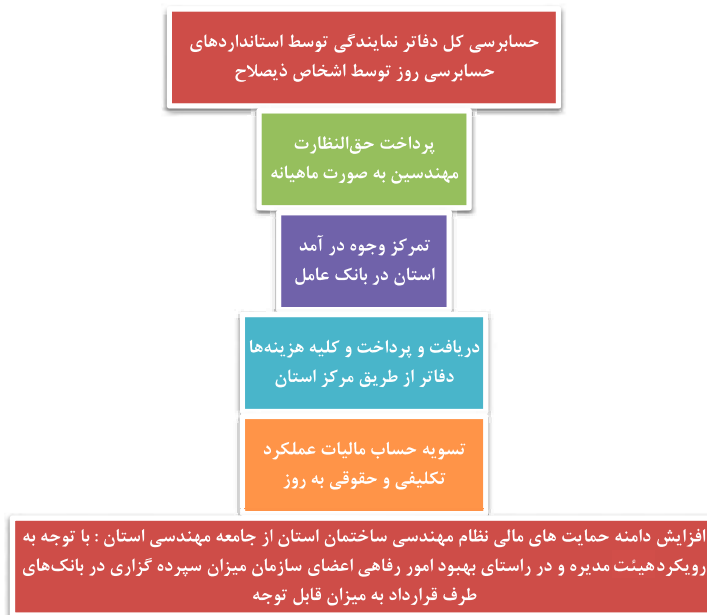 حسابرسی کل دفاتر نمایندگی توسط استانداردهای
حسابرسی روز توسط اشخاص ذیصلاح
پرداخت حق‌النظارت
مهندسین به صورت ماهیانه
تمرکز وجوه در آمد
استان در بانک عامل
دریافت و پرداخت و کلیه هزینه‌ها
دفاتر از طریق مرکز استان
تسویه حساب مالیات عملکرد
تکلیفی و حقوقی به روز
افزایش دامنه حمایت های مالی نظام مهندسی ساختمان استان از جامعه مهندسی استان : با توجه به
رویکردهیئت مدیره و در راستای بهبود امور رفاهی اعضای سازمان میزان سپرده گزاری در بانک‌های
طرف قرارداد به میزان قابل توجه